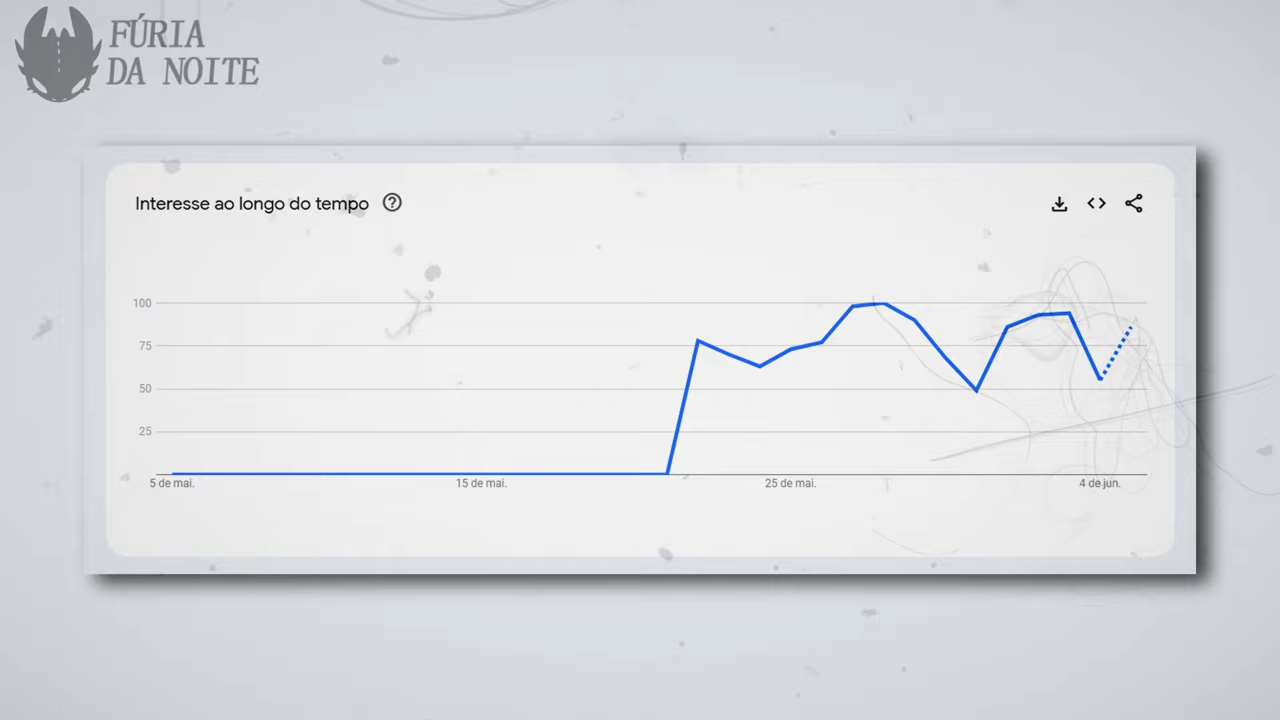 FÚRIA
DA NOITE
Interesse ao longo do tempo
100
75
50
25
5 de mai.
15 de mai.
25 de mai.
4 de jun.